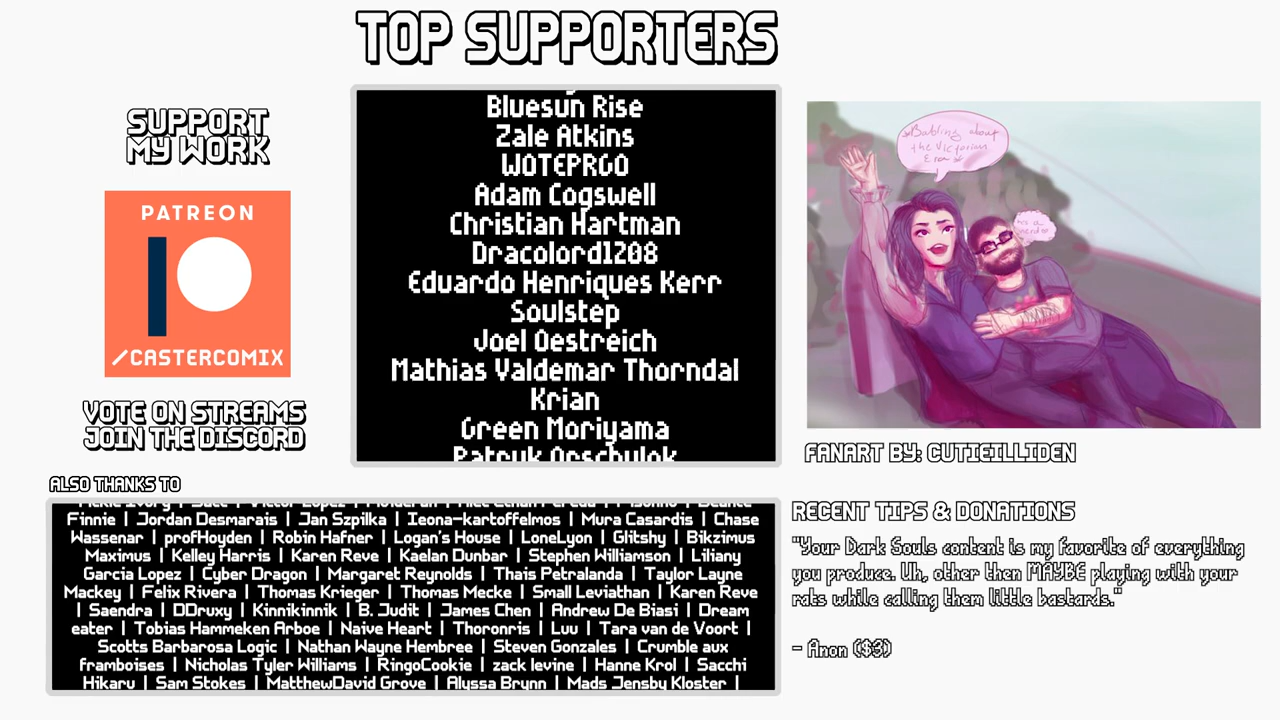 TOP SUPPORTERS
SUPPORT
MY WORK
PATREON
/CASTERCOMIX
VOTE ON STREAMS
JOIN THE DISCORD
Bluesun Rise
Zale Atkins
WOTEPRGO
Adam Cogswell
Christian Hartman
Dracolord1208
Eduardo Henriques Kerr
Soulstep
Joel Oestreich
Mathias Valdemar Thorndal
Krian
Green Moriyama
Babling about
the Victorian
Era
FANART BY: CUTIEILLIDEN
ALSO THANKS TO
Finnie | Jordan Desmarais | Jan Szpilka | Ieona-kartoffelmos | Mura Casardis | Chase
Wassenar | profHoyden | Robin Hafner | Logan's House | LoneLyon | Glitshy | Bikzimus
Maximus | Kelley Harris | Karen Reve | Kaelan Dunbar | Stephen Williamson | Liliany
Garcia Lopez | Cyber Dragon | Margaret Reynolds | Thais Petralanda | Taylor Layne
Mackey | Felix Rivera | Thomas Krieger | Thomas Mecke | Small Leviathan | Karen Reve
| Saendra | DDruxy | Kinnikinnik | B. Judit | James Chen | Andrew De Biasi | Dream
eater | Tobias Hammeken Arboe | Naive Heart | Thoronris | Luu | Tara van de Voort |
Scotts Barbarosa Logic | Nathan Wayne Hembree | Steven Gonzales | Crumble aux
framboises | Nicholas Tyler Williams | RingoCookie | zack levine | Hanne Krol | Sacchi
Hikaru | Sam Stokes | MatthewDavid Grove | Alyssa Brynn | Mads Jensby Kloster |
RECENT TIPS & DONATIONS
"Your Dark Souls content is my favorite of everything
you produce. Uh, other then MAYBE playing with your
rats while calling them little bastards."
- Anon ($3)